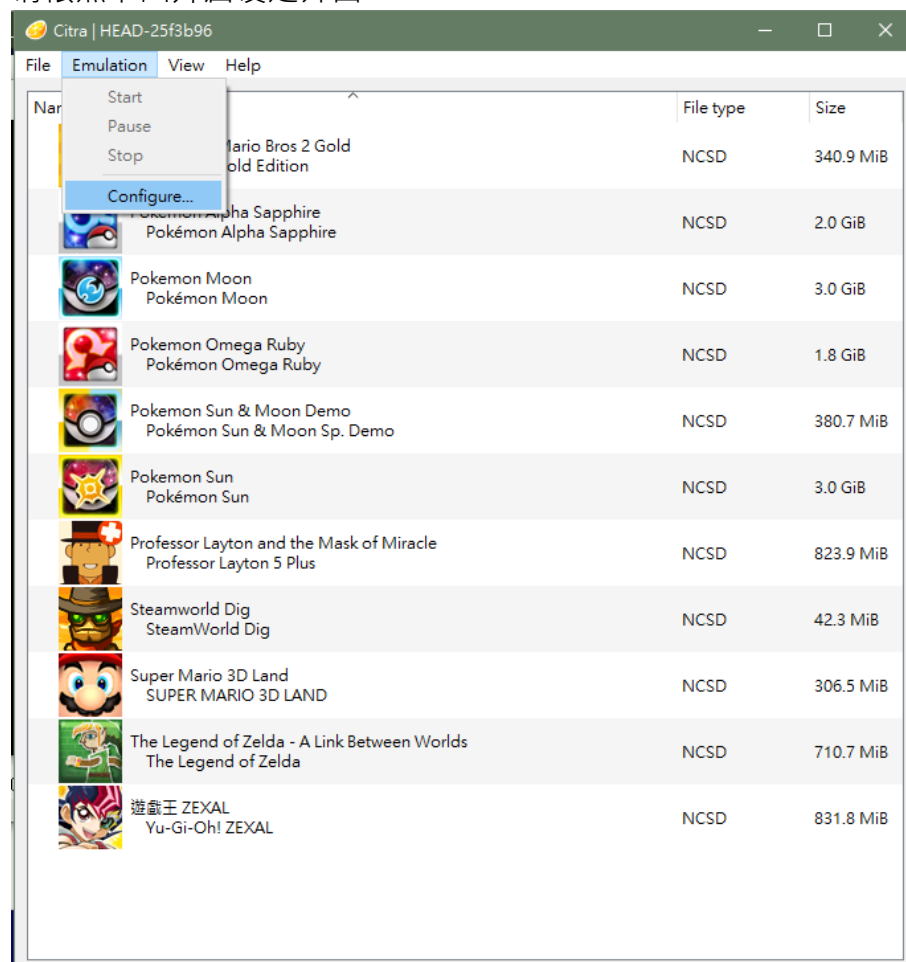 Citra | HEAD-25f3b96
File Emulation View Help
Start
Pause
Stop
Configure...
File type Size
Mario Bros 2 Gold
old Edition
NCSD 340.9 MiB
Pokemon Alpha Sapphire
Pokémon Alpha Sapphire
NCSD 2.0 GiB
Pokemon Moon
Pokémon Moon
NCSD 3.0 GiB
Pokemon Omega Ruby
Pokémon Omega Ruby
NCSD 1.8 GiB
Pokemon Sun & Moon Demo
Pokémon Sun & Moon Sp. Demo
NCSD 380.7 MiB
Pokemon Sun
Pokémon Sun
NCSD 3.0 GiB
Professor Layton and the Mask of Miracle
Professor Layton 5 Plus
NCSD 823.9 MiB
Steamworld Dig
SteamWorld Dig
NCSD 42.3 MiB
Super Mario 3D Land
SUPER MARIO 3D LAND
NCSD 306.5 MiB
The Legend of Zelda - A Link Between Worlds
The Legend of Zelda
NCSD 710.7 MiB
遊戲王 ZEXAL
Yu-Gi-Oh! ZEXAL
NCSD 831.8 MiB